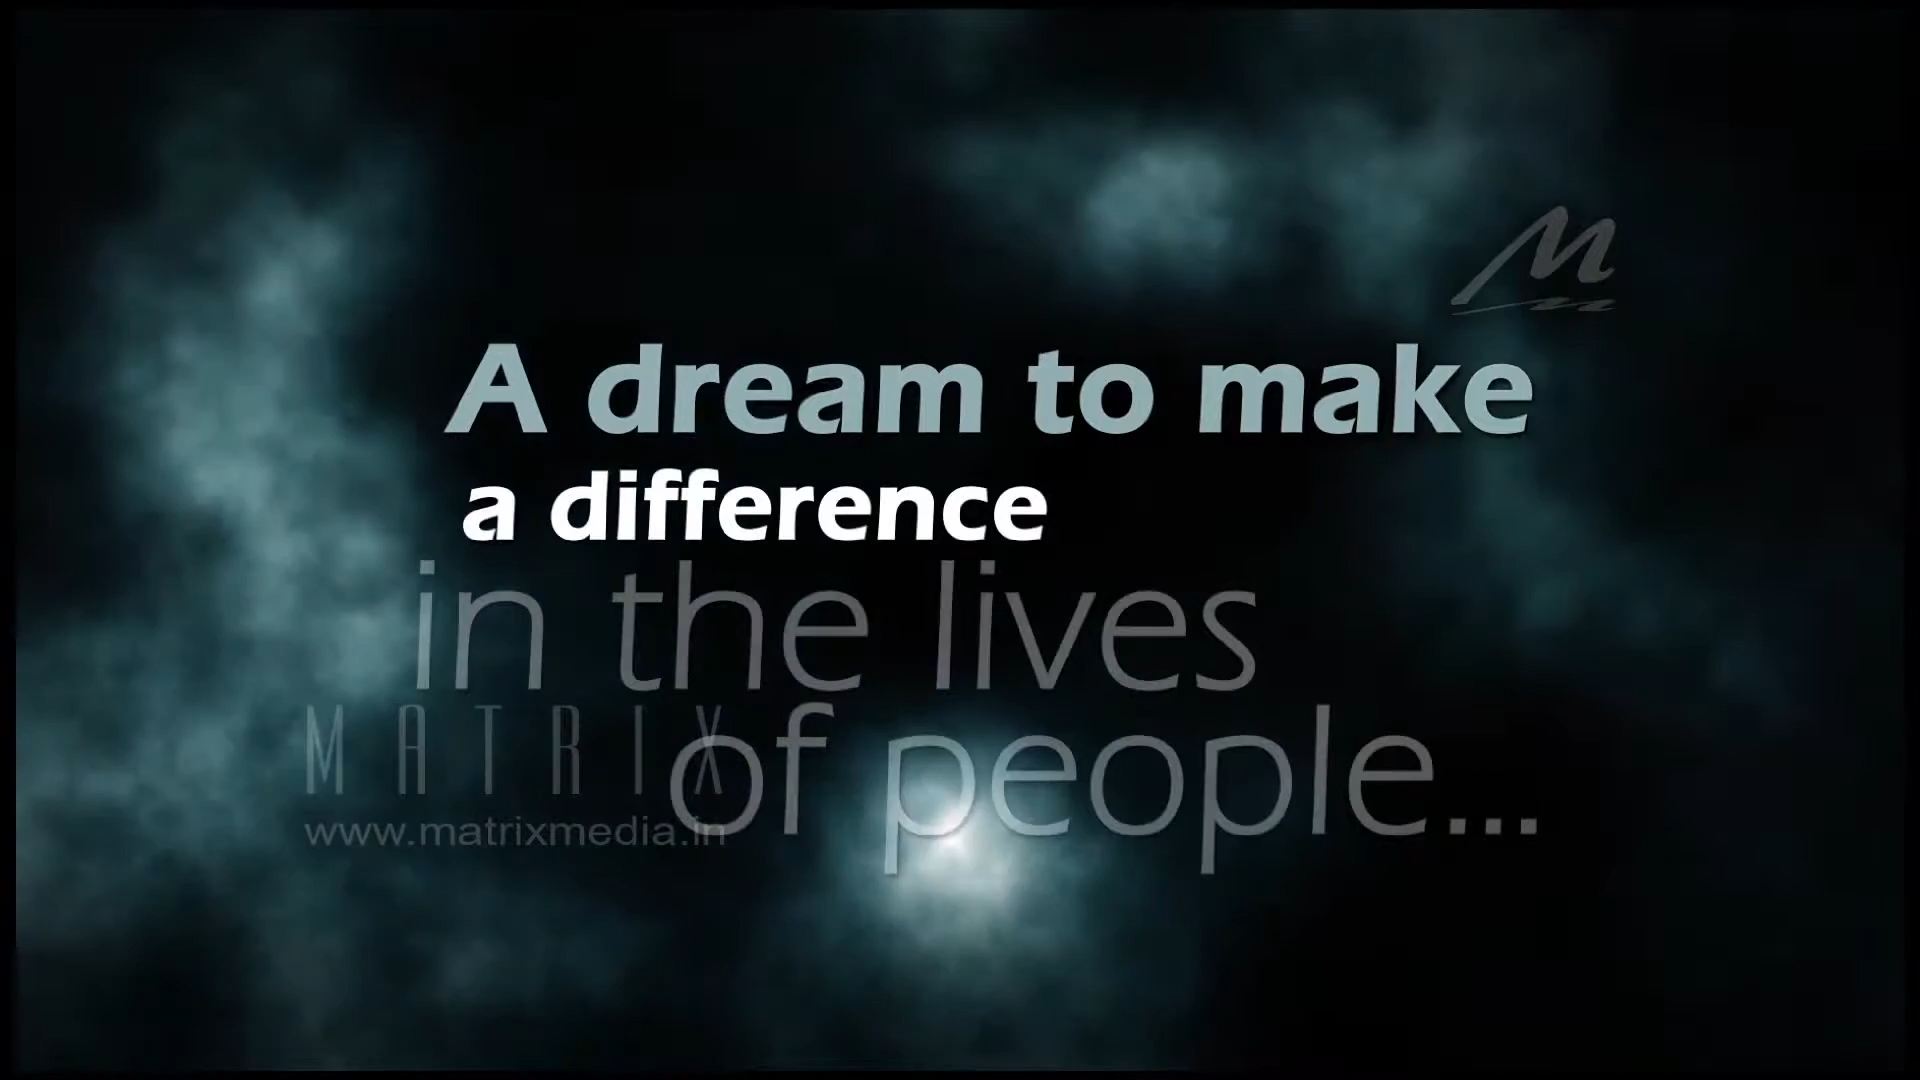 A dream to make
a difference
in the lives
of people...
MATRIX
www.matrixmedia.in